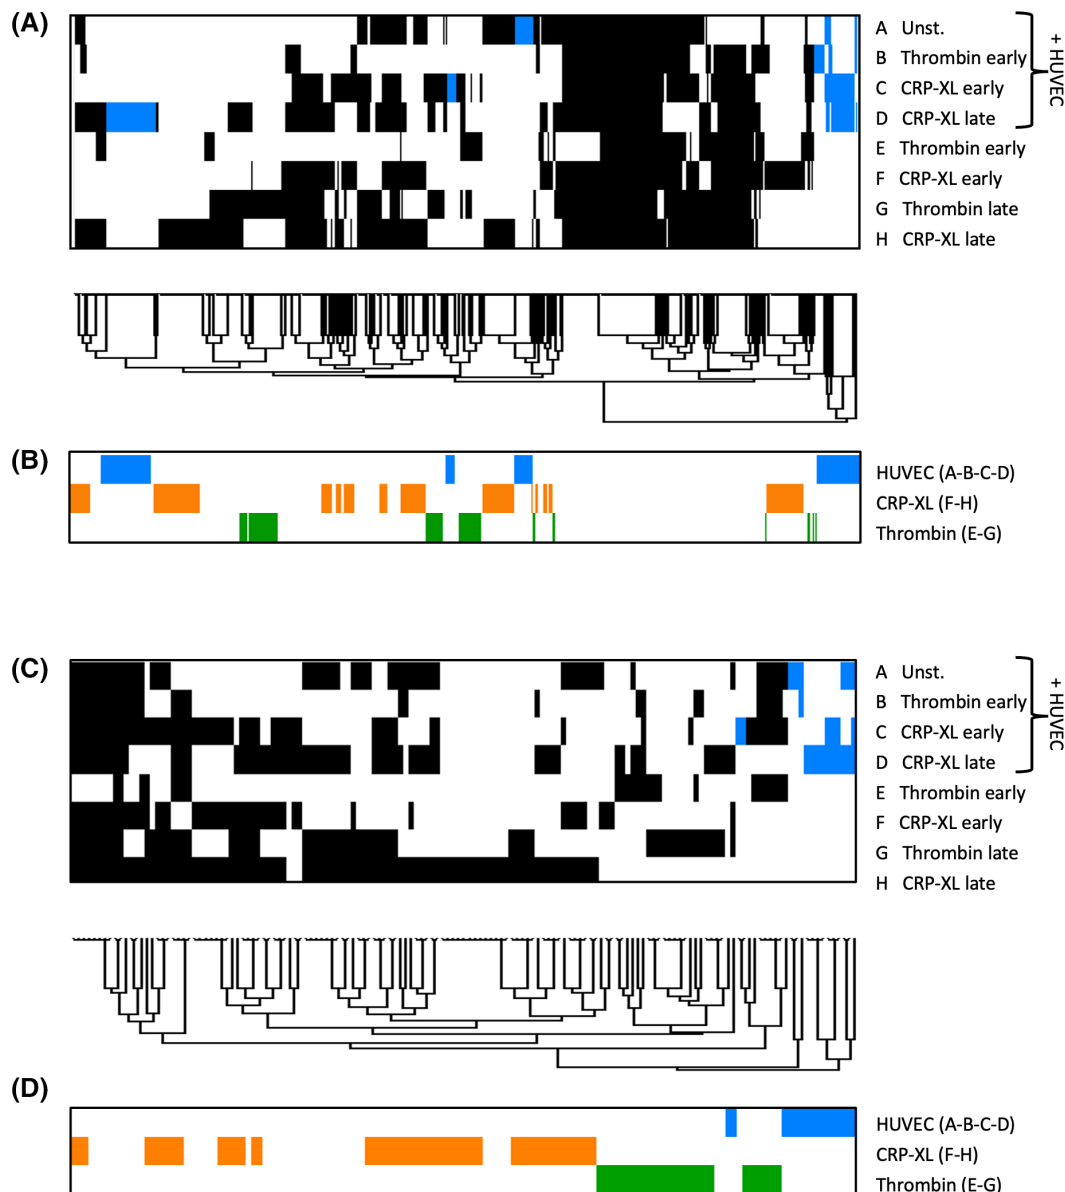 (A)
A Unst.
B Thrombin early
C CRP-XL early
D CRP-XL late
E Thrombin early
F CRP-XL early
G Thrombin late
H CRP-XL late
+ HUVEC
(B)
HUVEC (A-B-C-D)
CRP-XL (F-H)
Thrombin (E-G)
(C)
A Unst.
B Thrombin early
C CRP-XL early
D CRP-XL late
E Thrombin early
F CRP-XL early
G Thrombin late
H CRP-XL late
+ HUVEC
(D)
HUVEC (A-B-C-D)
CRP-XL (F-H)
Thrombin (E-G)